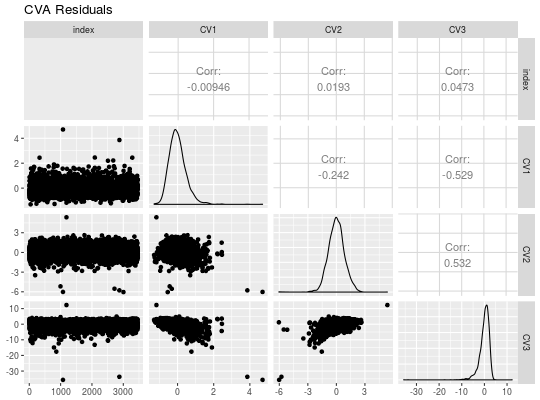 CVA Residuals
index CV1 CV2 CV3
Corr: Corr: Corr:
-0.00946 0.0193 0.0473
index
4
2
0
Corr: Corr:
-0.242 -0.529
CV1
3
0
-3
-6
Corr:
0.532
CV2
10
0
-10
-20
-30
CV3
0 1000 2000 3000 0 2 4 -6 -3 0 3 -30 -20 -10 0 10